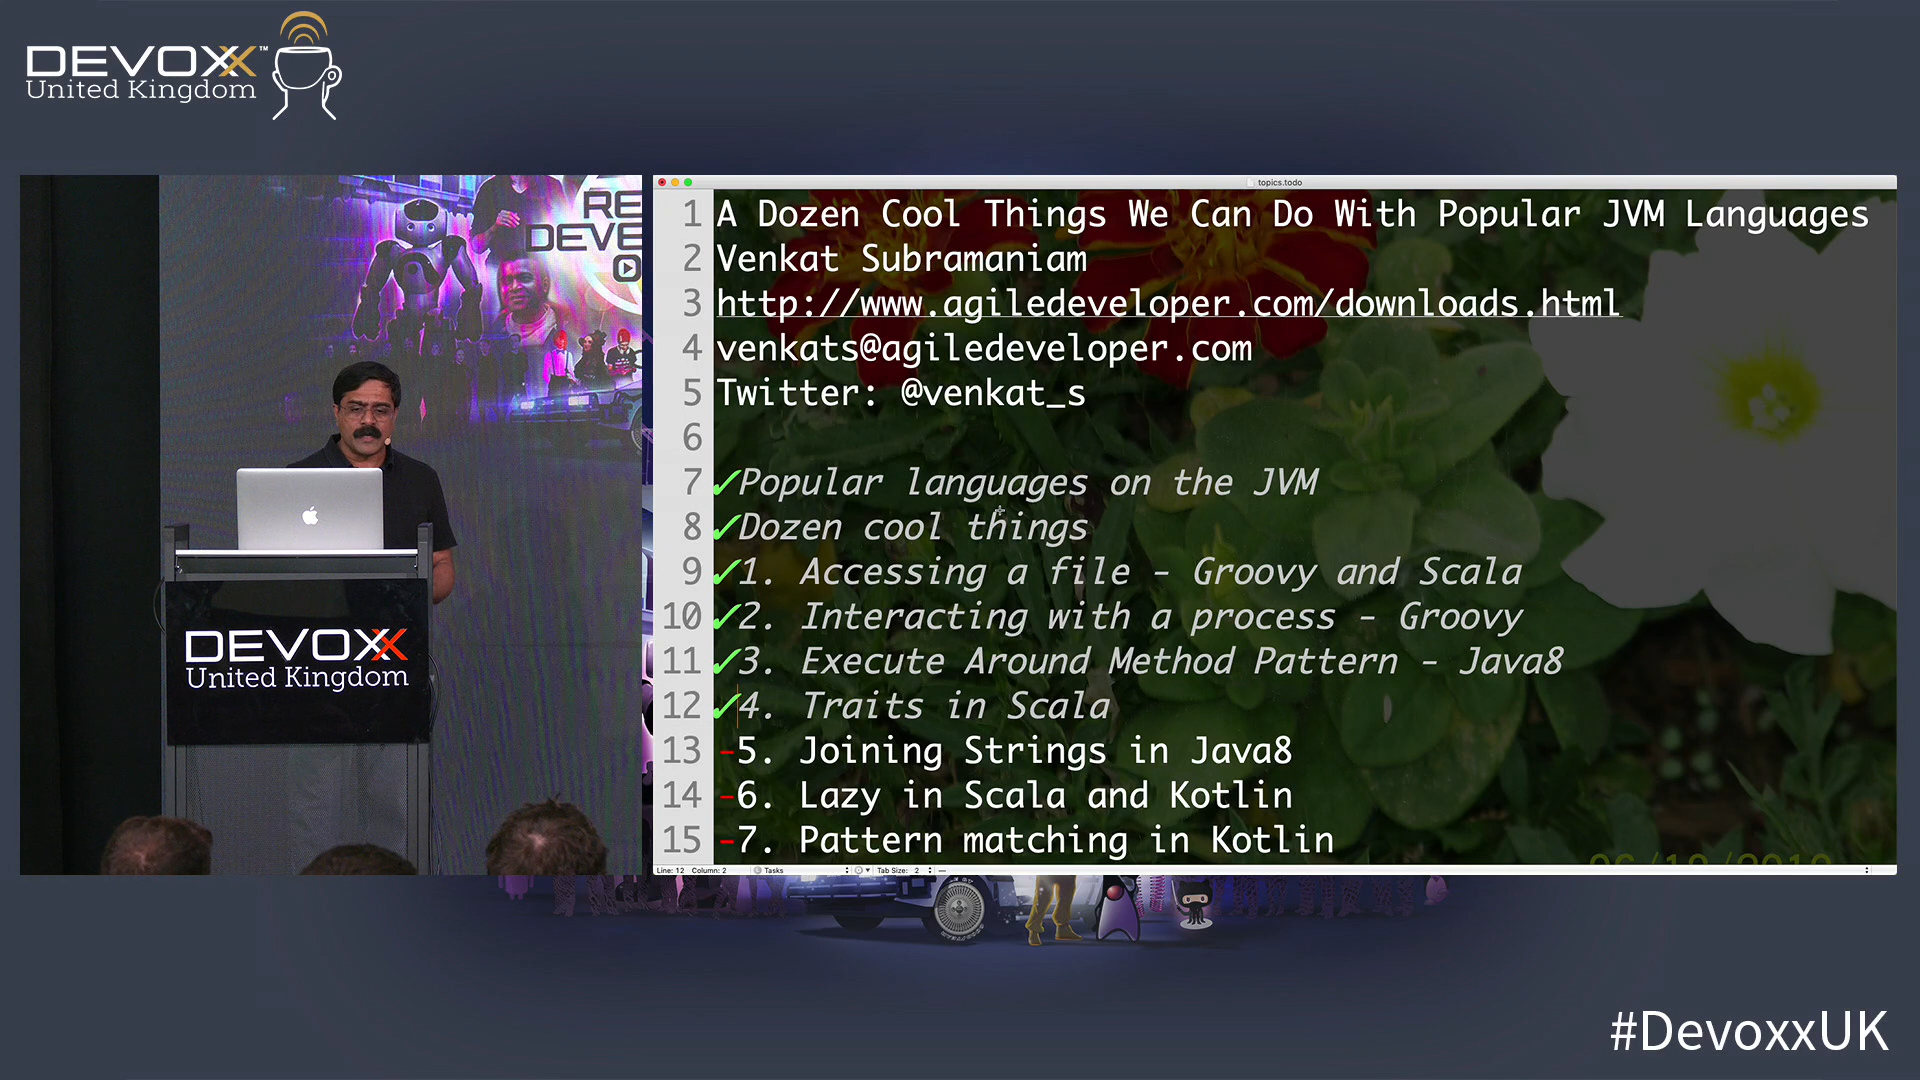 DEVOXX™
United Kingdom
RE
DEVE
O
DEVOXX
United Kingdom
topics.todo
1 A Dozen Cool Things We Can Do With Popular JVM Languages
2 Venkat Subramaniam
3 http://www.agiledeveloper.com/downloads.html
4 venkats@agiledeveloper.com
5 Twitter: @venkat_s
6
7 ✓Popular languages on the JVM
8 ✓Dozen cool things
9 ✓1. Accessing a file - Groovy and Scala
10 ✓2. Interacting with a process - Groovy
11 ✓3. Execute Around Method Pattern - Java8
12 ✓4. Traits in Scala
13 -5. Joining Strings in Java8
14 -6. Lazy in Scala and Kotlin
15 -7. Pattern matching in Kotlin
Line: 12 Column: 2 Tasks Tab Size: 2 —
#DevoxxUK